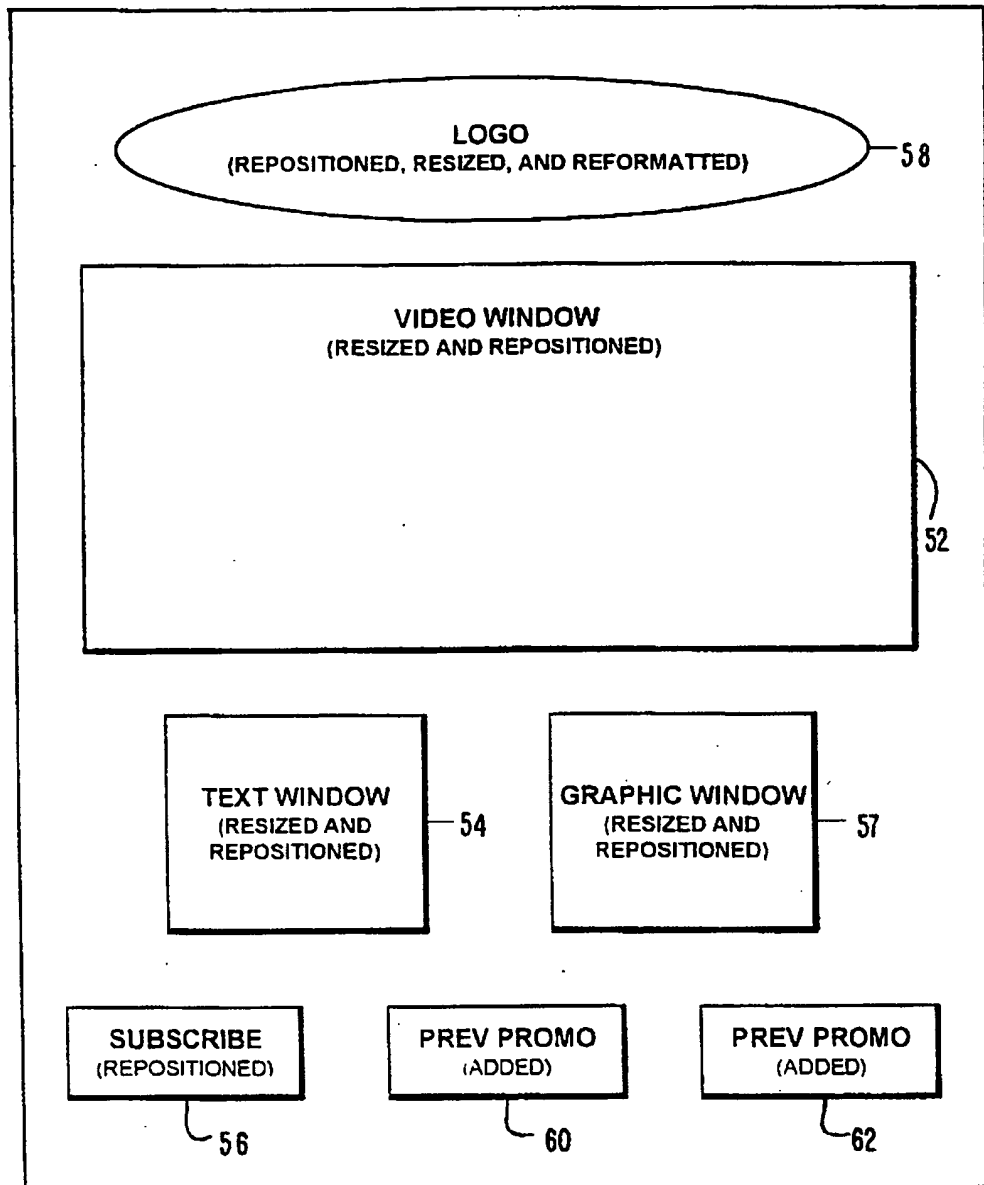 LOGO
(REPOSITIONED, RESIZED, AND REFORMATTED)
58
VIDEO WINDOW
(RESIZED AND REPOSITIONED)
52
TEXT WINDOW
(RESIZED AND
REPOSITIONED)
54
GRAPHIC WINDOW
(RESIZED AND
REPOSITIONED)
57
SUBSCRIBE
(REPOSITIONED)
56
PREV PROMO
(ADDED)
60
PREV PROMO
(ADDED)
62